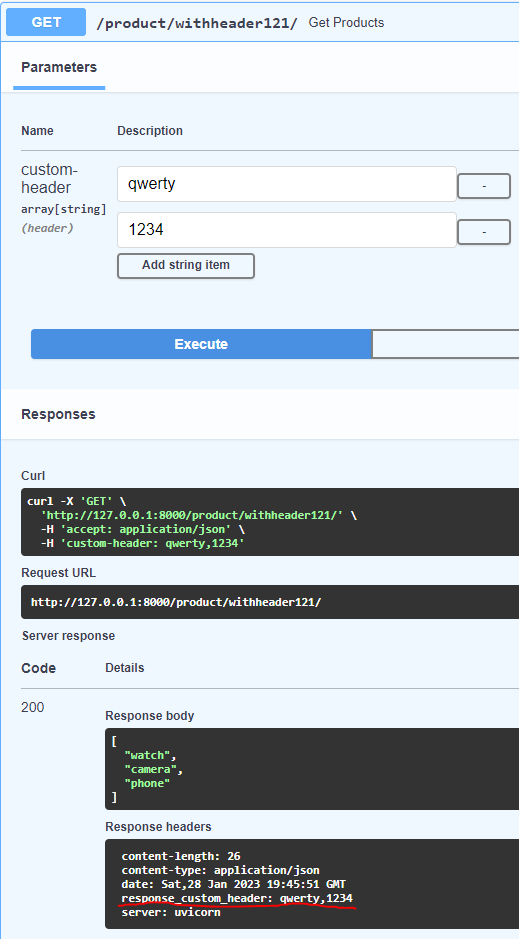 GET /product/withheader121/ Get Products
Parameters
Name Description
custom-
header
array[string]
(header)
qwerty -
1234 -
Add string item
Execute
Responses
Curl
curl -X 'GET' \
'http://127.0.0.1:8000/product/withheader121/' \
-H 'accept: application/json' \
-H 'custom-header: qwerty,1234'
Request URL
http://127.0.0.1:8000/product/withheader121/
Server response
Code Details
200
Response body
[
"watch",
"camera",
"phone"
]
Response headers
content-length: 26
content-type: application/json
date: Sat,28 Jan 2023 19:45:51 GMT
response_custom_header: qwerty,1234
server: uvicorn